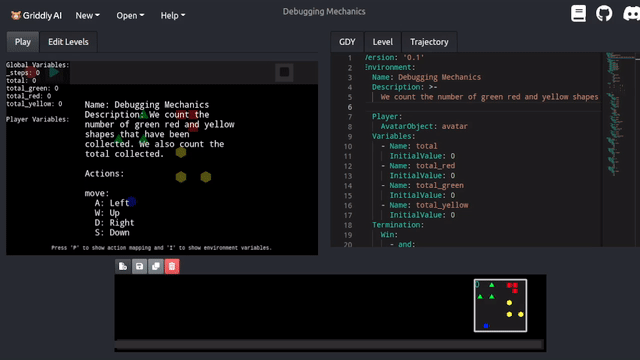 Debugging Mechanics
Griddly AI
New
Open
Help
Play
Edit Levels
GDY
Level
Trajectory
Global Variables:
_steps: 0
total: 0
total_green: 0
total_red: 0
total_yellow: 0
Player Variables:
Name: Debugging Mechanics
Description: We count the
number of green red and yellow
shapes that have been
collected. We also count the
total collected.
Actions:
move:
A: Left
W: Up
D: Right
S: Down
Press 'P' to show action mapping and 'I' to show environment variables.
1 Version: '0.1'
2 Environment:
3 Name: Debugging Mechanics
4 Description: >-
5 We count the number of green red and yellow shapes
6
7 Player:
8 AvatarObject: avatar
9 Variables:
10 - Name: total
11 InitialValue: 0
12 - Name: total_red
13 InitialValue: 0
14 - Name: total_green
15 InitialValue: 0
16 - Name: total_yellow
17 InitialValue: 0
18 Termination:
19 Win:
20 - and: